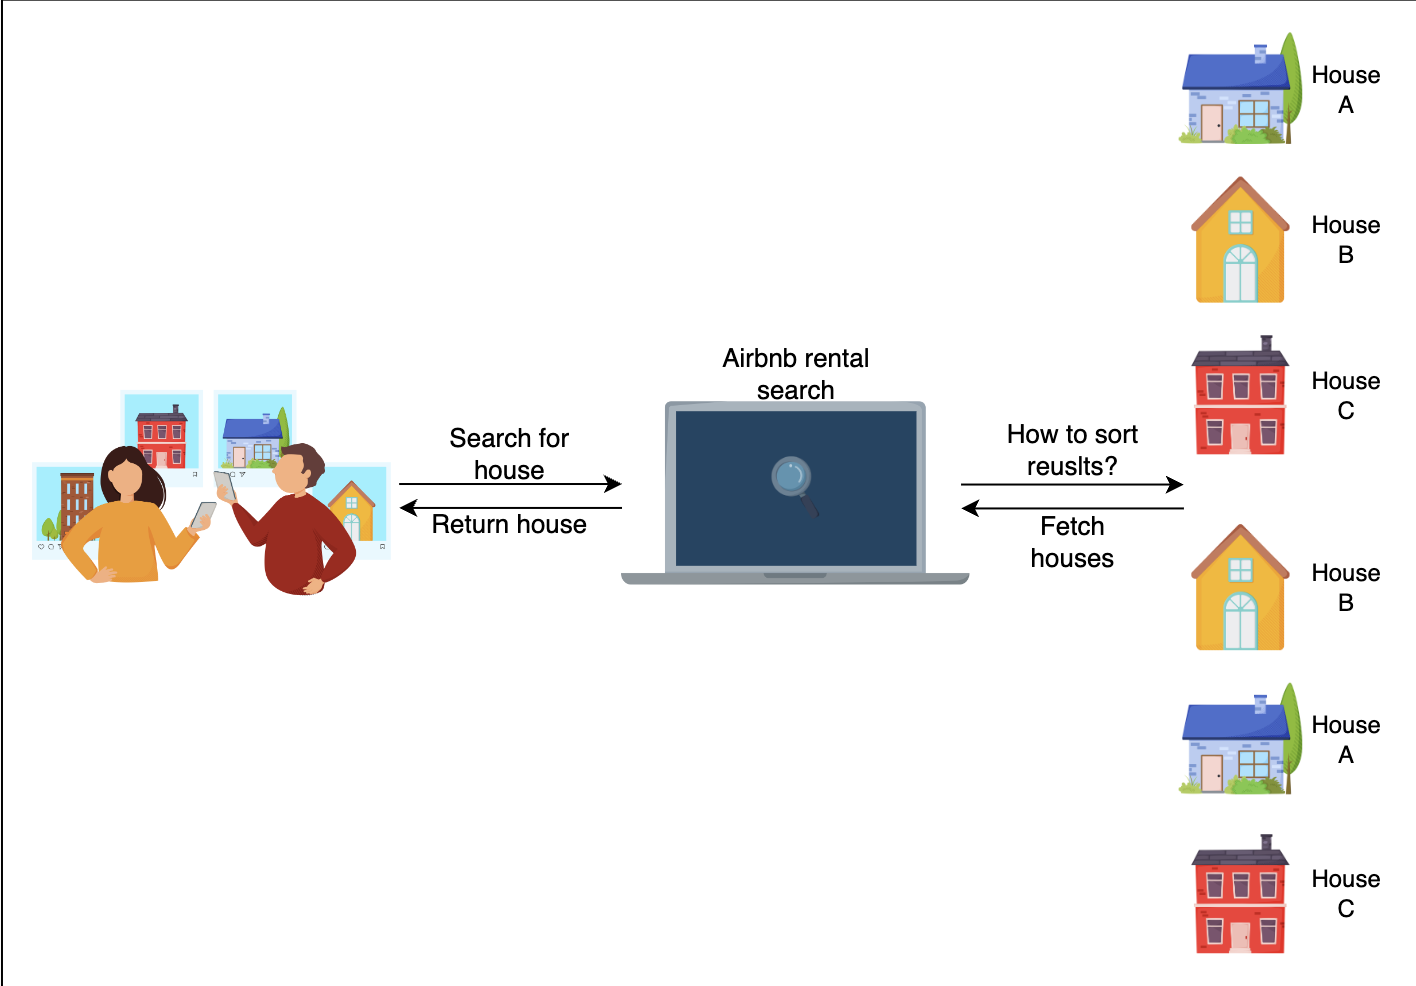 Airbnb rental
search
Search for
house
Return house
How to sort
reuslts?
Fetch
houses
House
A
House
B
House
C
House
B
House
A
House
C